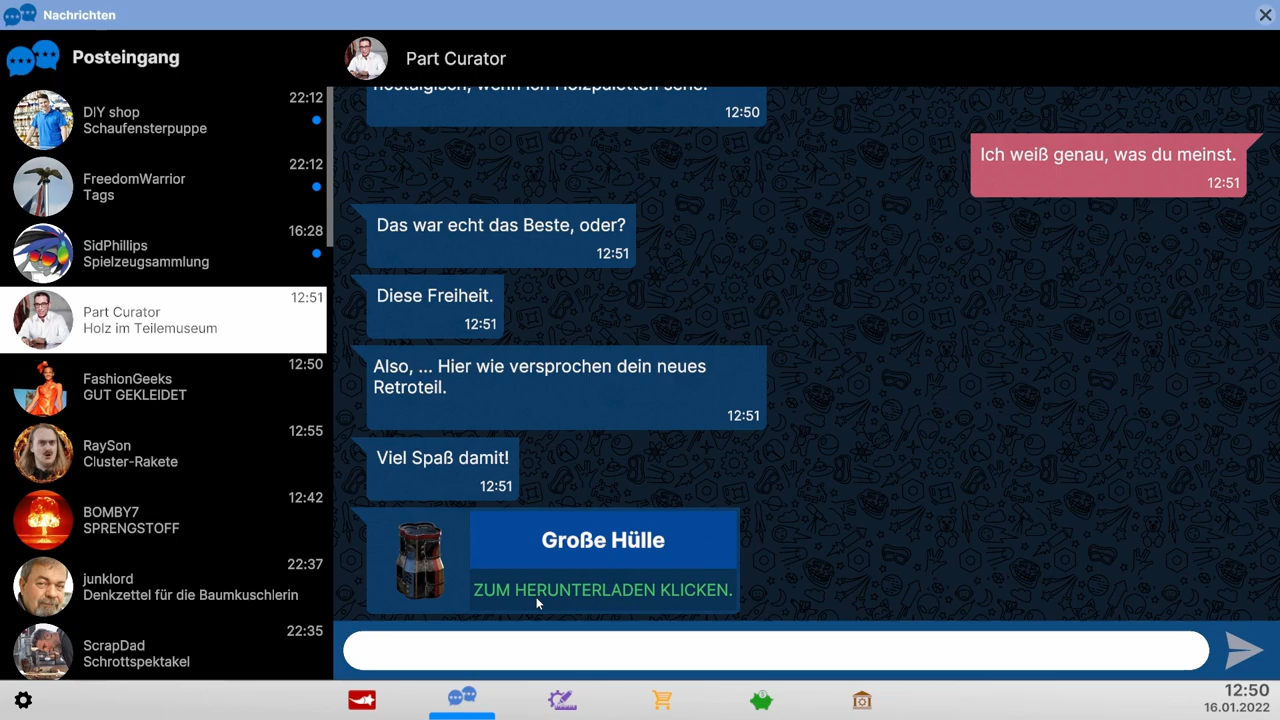 Nachrichten
Posteingang
DIY shop
Schaufensterpuppe
22:12
FreedomWarrior
Tags
22:12
SidPhillips
Spielzeugsammlung
16:28
Part Curator
Holz im Teilemuseum
12:51
FashionGeeks
GUT GEKLEIDET
12:50
RaySon
Cluster-Rakete
12:55
BOMBY7
SPRENGSTOFF
12:42
junklord
Denkzettel für die Baumkuschlerin
22:37
ScrapDad
Schrottspektakel
22:35
Part Curator
nostalgisch, wenn ich Holzpaletten sehe.
12:50
Ich weiß genau, was du meinst.
12:51
Das war echt das Beste, oder?
12:51
Diese Freiheit.
12:51
Also, ... Hier wie versprochen dein neues
Retroteil.
12:51
Viel Spaß damit!
12:51
Große Hülle
ZUM HERUNTERLADEN KLICKEN.
12:50
16.01.2022